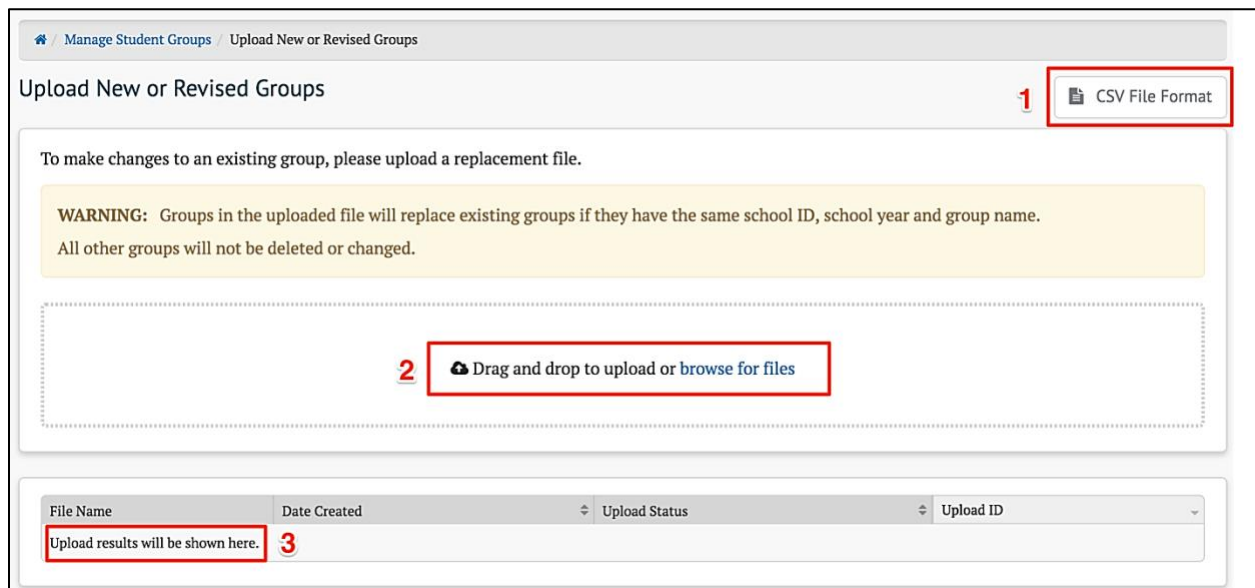 / Manage Student Groups / Upload New or Revised Groups
Upload New or Revised Groups
1 CSV File Format
To make changes to an existing group, please upload a replacement file.
WARNING: Groups in the uploaded file will replace existing groups if they have the same school ID, school year and group name.
All other groups will not be deleted or changed.
2 Drag and drop to upload or browse for files
File Name Date Created Upload Status Upload ID
Upload results will be shown here. 3